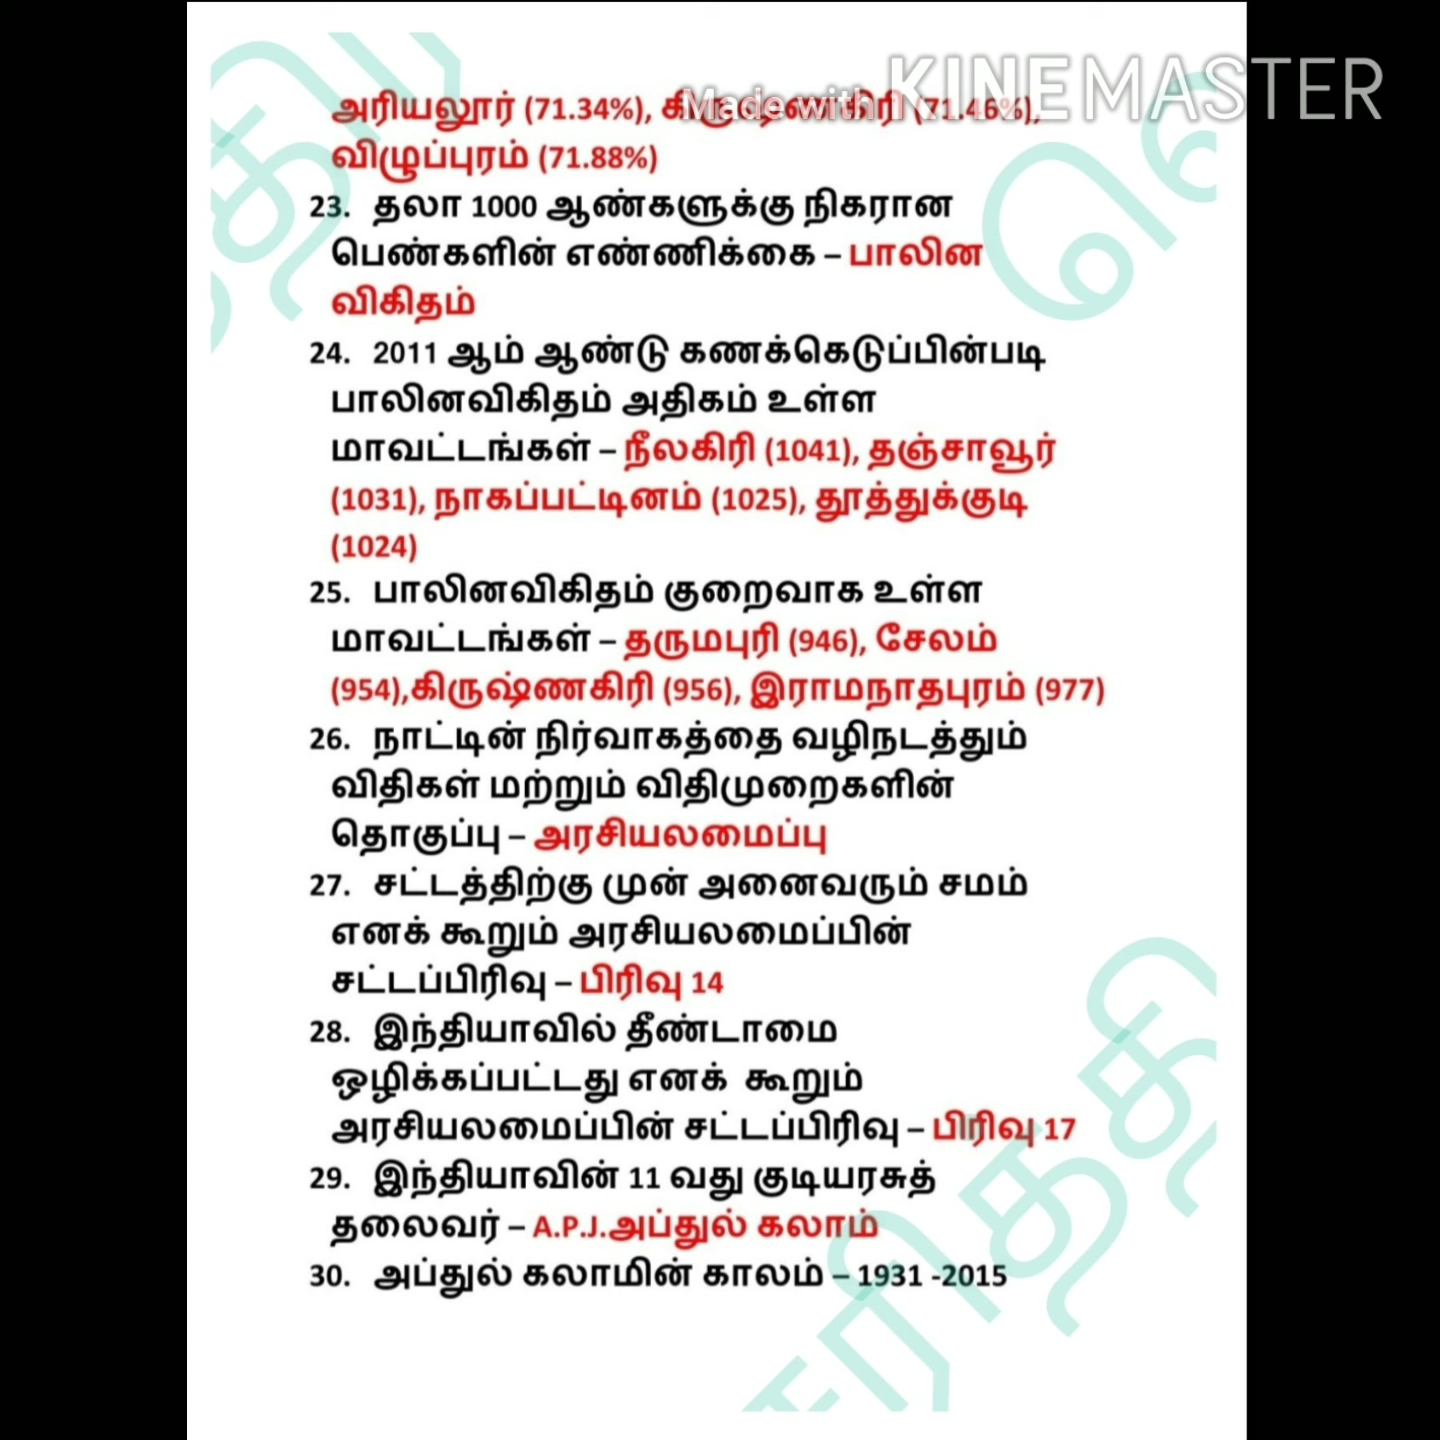 Made with KINEMASTER
அரியலூர் (71.34%), கிருஷ்ணகிரி (71.46%),
விழுப்புரம் (71.88%)
23. தலா 1000 ஆண்களுக்கு நிகரான
பெண்களின் எண்ணிக்கை – பாலின
விகிதம்
24. 2011 ஆம் ஆண்டு கணக்கெடுப்பின்படி
பாலினவிகிதம் அதிகம் உள்ள
மாவட்டங்கள் – நீலகிரி (1041), தஞ்சாவூர்
(1031), நாகப்பட்டினம் (1025), தூத்துக்குடி
(1024)
25. பாலினவிகிதம் குறைவாக உள்ள
மாவட்டங்கள் – தருமபுரி (946), சேலம்
(954),கிருஷ்ணகிரி (956), இராமநாதபுரம் (977)
26. நாட்டின் நிர்வாகத்தை வழிநடத்தும்
விதிகள் மற்றும் விதிமுறைகளின்
தொகுப்பு – அரசியலமைப்பு
27. சட்டத்திற்கு முன் அனைவரும் சமம்
எனக் கூறும் அரசியலமைப்பின்
சட்டப்பிரிவு – பிரிவு 14
28. இந்தியாவில் தீண்டாமை
ஒழிக்கப்பட்டது எனக் கூறும்
அரசியலமைப்பின் சட்டப்பிரிவு – பிரிவு 17
29. இந்தியாவின் 11 வது குடியரசுத்
தலைவர் – A.P.J.அப்துல் கலாம்
30. அப்துல் கலாமின் காலம் – 1931 -2015